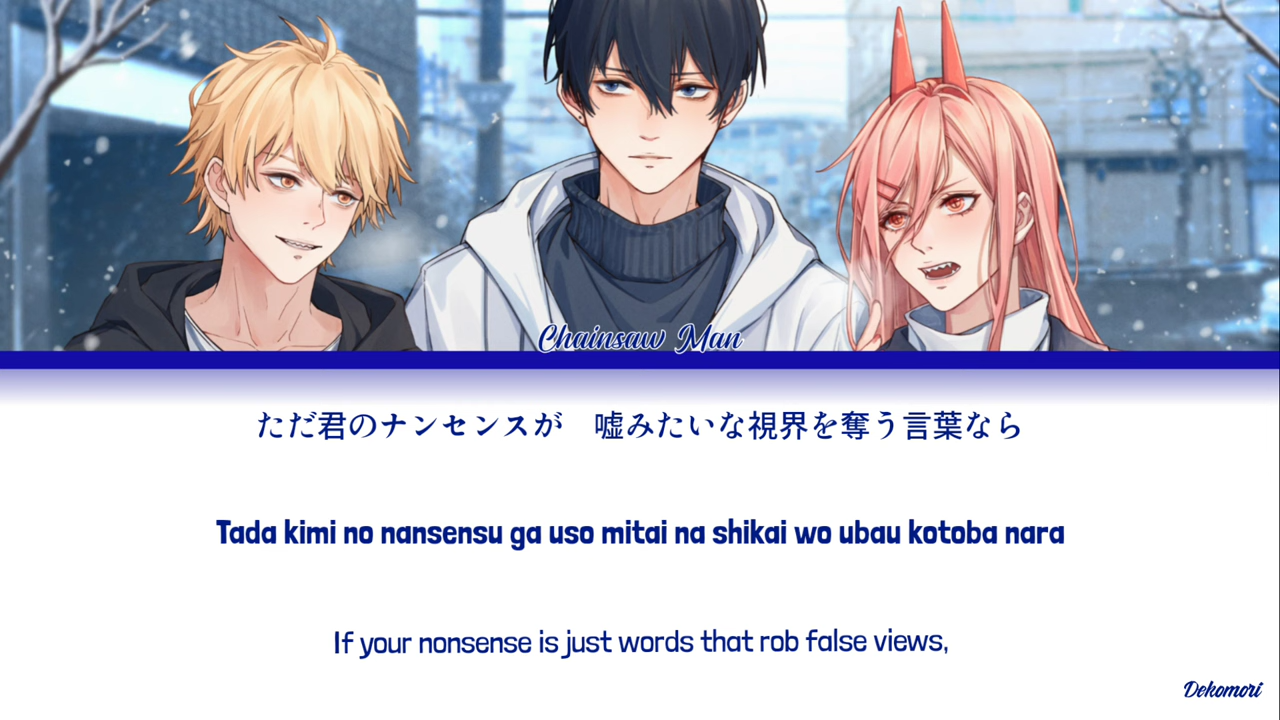 Chainsaw Man
ただ君のナンセンスが　嘘みたいな視界を奪う言葉なら
Tada kimi no nansensu ga uso mitai na shikai wo ubau kotoba nara
If your nonsense is just words that rob false views,
Dekomori